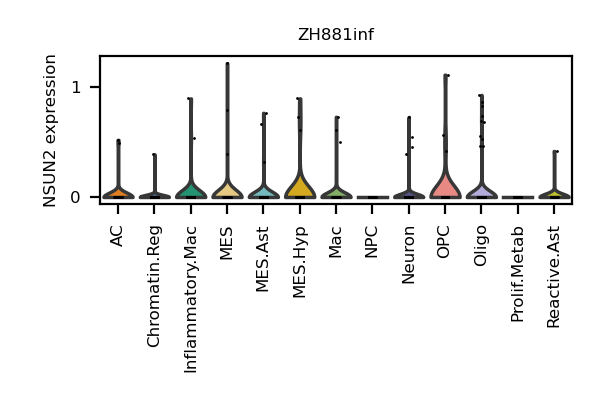 ZH881inf
NSUN2 expression
1
0
AC
Chromatin.Reg
Inflammatory.Mac
MES
MES.Ast
MES.Hyp
Mac
NPC
Neuron
OPC
Oligo
Prolif.Metab
Reactive.Ast